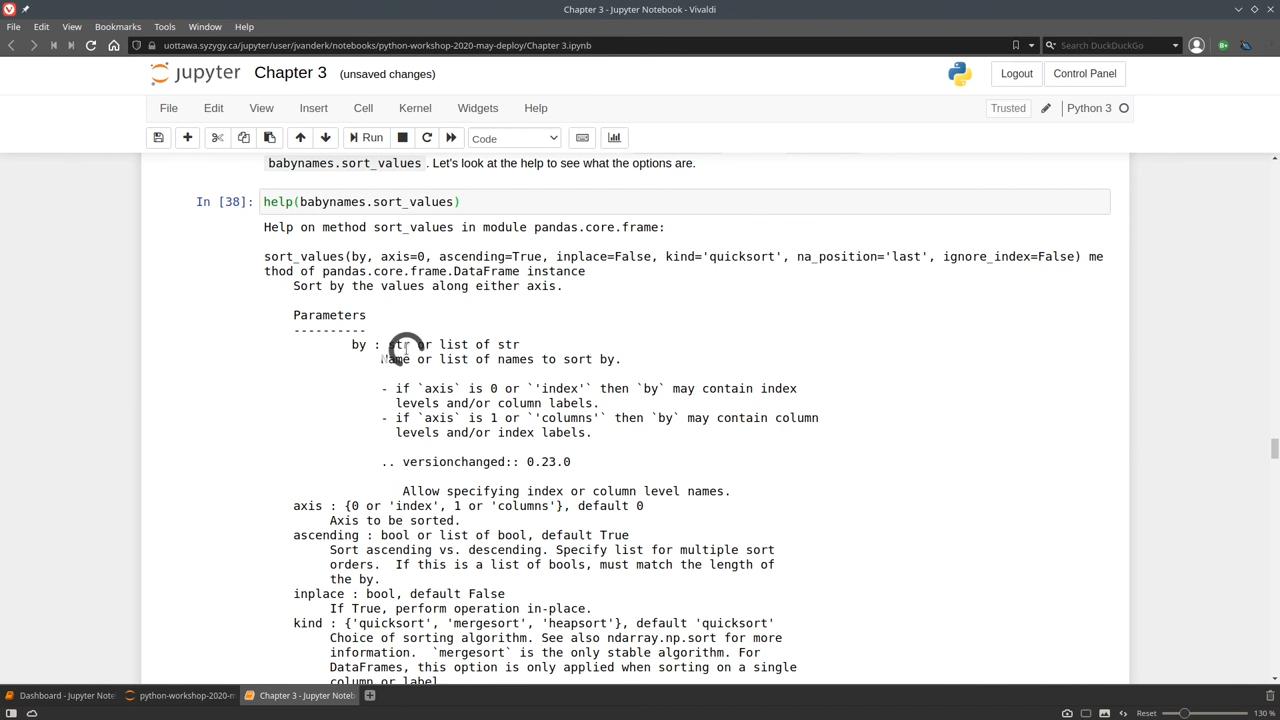 Chapter 3 - Jupyter Notebook - Vivaldi
File Edit View Bookmarks Tools Window Help
uottawa.syzygy.ca/jupyter/user/jvanderk/notebooks/python-workshop-2020-may-deploy/Chapter 3.ipynb
Search DuckDuckGo
jupyter Chapter 3 (unsaved changes)
Logout Control Panel
File Edit View Insert Cell Kernel Widgets Help
Trusted Python 3
Run Code
babynames.sort_values . Let's look at the help to see what the options are.
In [38]: help(babynames.sort_values)
Help on method sort_values in module pandas.core.frame:
sort_values(by, axis=0, ascending=True, inplace=False, kind='quicksort', na_position='last', ignore_index=False) me
thod of pandas.core.frame.DataFrame instance
Sort by the values along either axis.
Parameters
----------
by : str or list of str
Name or list of names to sort by.
- if `axis` is 0 or `'index'` then `by` may contain index
levels and/or column labels.
- if `axis` is 1 or `'columns'` then `by` may contain column
levels and/or index labels.
.. versionchanged:: 0.23.0
Allow specifying index or column level names.
axis : {0 or 'index', 1 or 'columns'}, default 0
Axis to be sorted.
ascending : bool or list of bool, default True
Sort ascending vs. descending. Specify list for multiple sort
orders. If this is a list of bools, must match the length of
the by.
inplace : bool, default False
If True, perform operation in-place.
kind : {'quicksort', 'mergesort', 'heapsort'}, default 'quicksort'
Choice of sorting algorithm. See also ndarray.np.sort for more
information. `mergesort` is the only stable algorithm. For
DataFrames, this option is only applied when sorting on a single
column or label.
Dashboard - Jupyter Note python-workshop-2020-m Chapter 3 - Jupyter Noteb
Reset 130 %